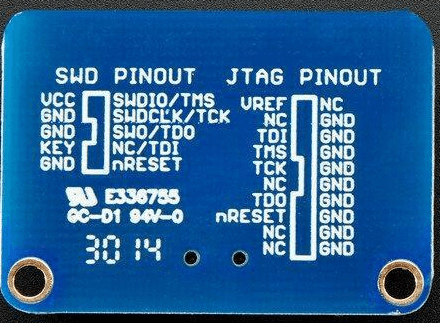 SWD PINOUT
VCC SWDIO/TMS
GND SWDCLK/TCK
GND SWO/TDO
KEY NC/TDI
GND nRESET
JTAG PINOUT
VREF NC
NC GND
TDI GND
TMS GND
TCK GND
NC GND
TDO GND
nRESET GND
NC GND
NC GND
E336755
GC-D1 94V-0
3014